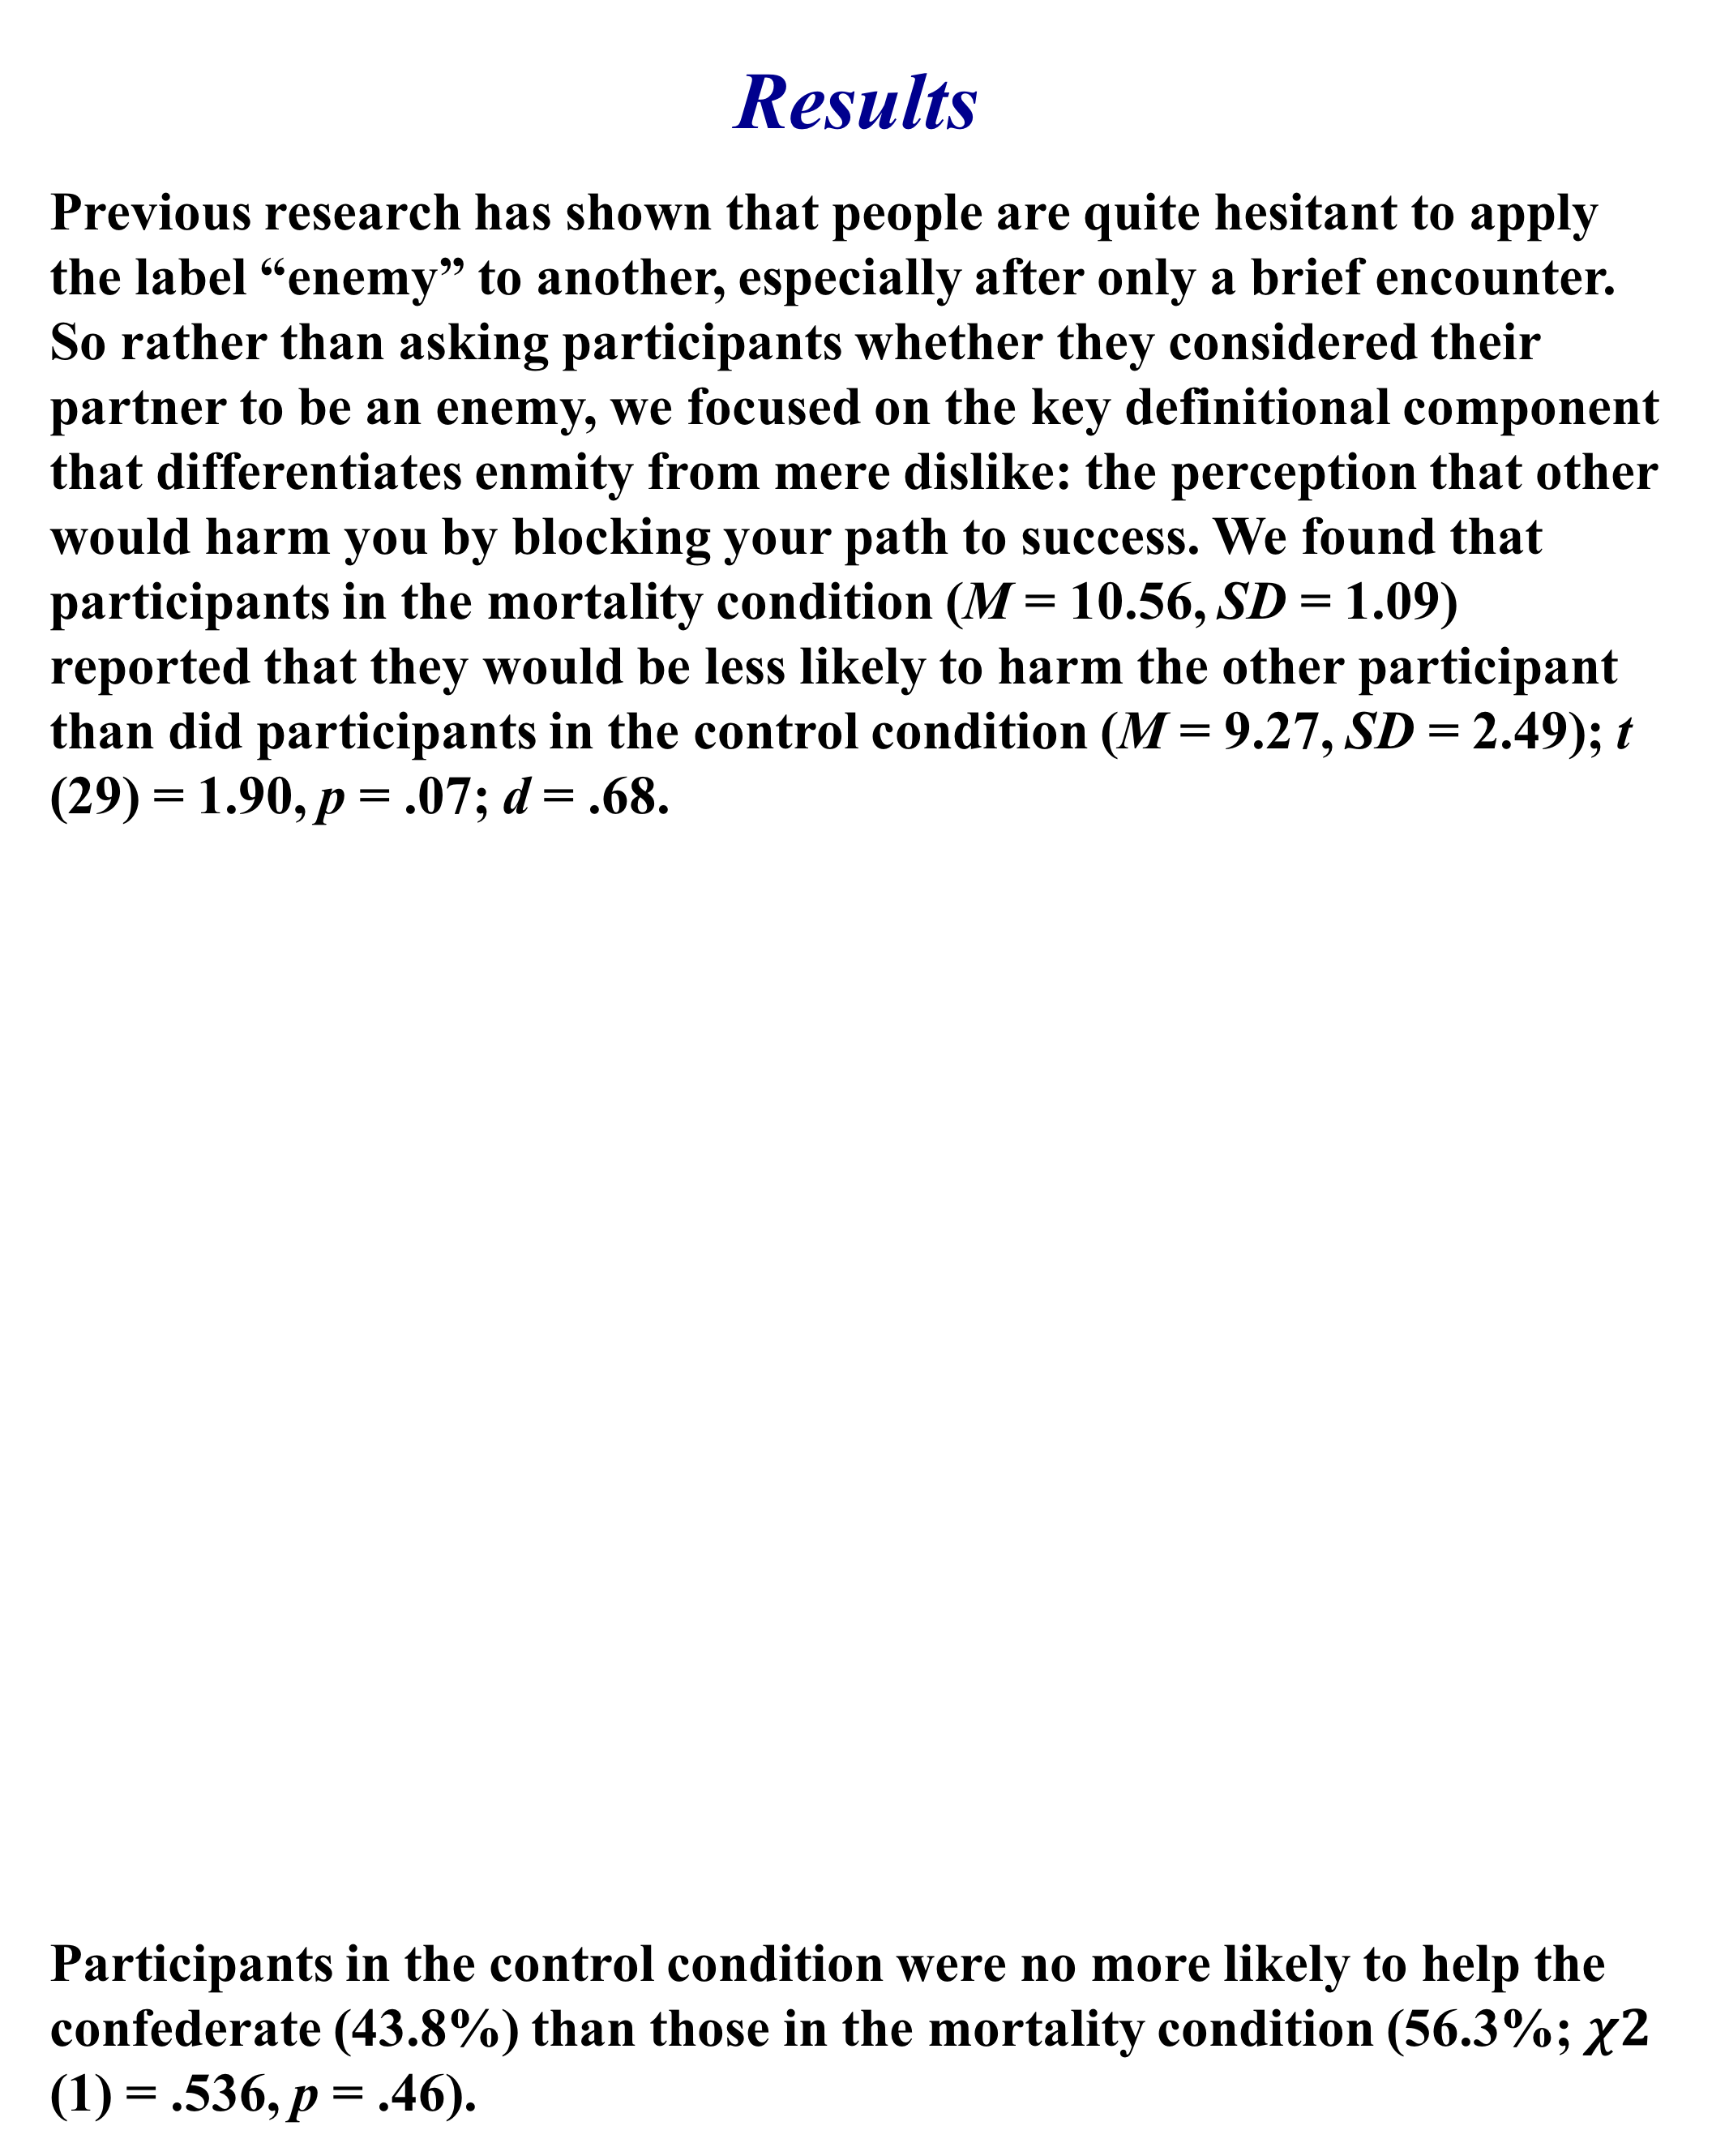 Results
Previous research has shown that people are quite hesitant to apply
the label “enemy” to another, especially after only a brief encounter.
So rather than asking participants whether they considered their
partner to be an enemy, we focused on the key definitional component
that differentiates enmity from mere dislike: the perception that other
would harm you by blocking your path to success. We found that
participants in the mortality condition (M = 10.56, SD = 1.09)
reported that they would be less likely to harm the other participant
than did participants in the control condition (M = 9.27, SD = 2.49); t
(29) = 1.90, p = .07; d = .68.
Participants in the control condition were no more likely to help the
confederate (43.8%) than those in the mortality condition (56.3%; χ2
(1) = .536, p = .46).